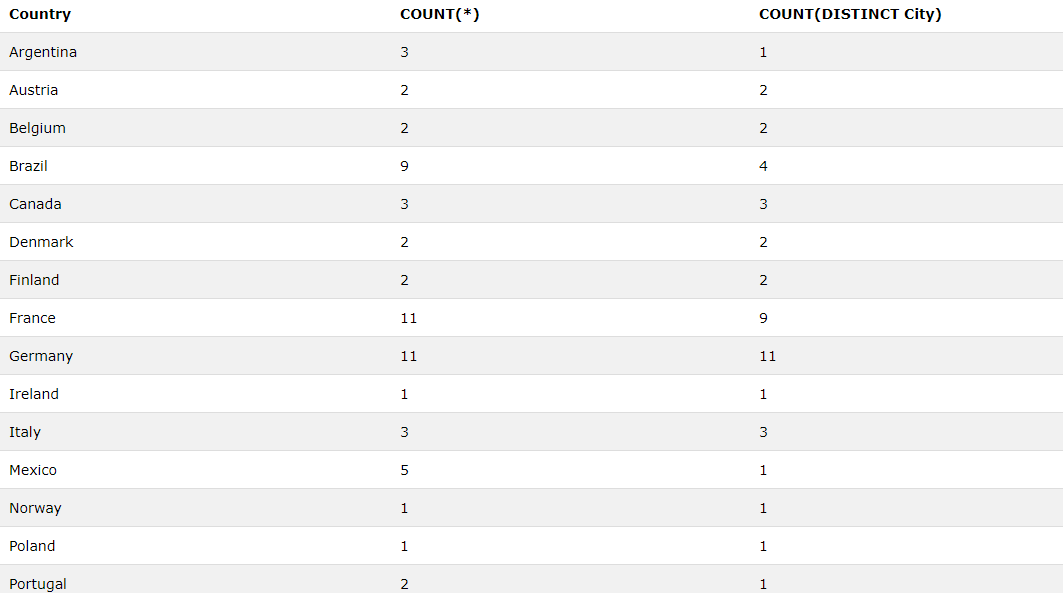 Country COUNT(*) COUNT(DISTINCT City)
Argentina 3 1
Austria 2 2
Belgium 2 2
Brazil 9 4
Canada 3 3
Denmark 2 2
Finland 2 2
France 11 9
Germany 11 11
Ireland 1 1
Italy 3 3
Mexico 5 1
Norway 1 1
Poland 1 1
Portugal 2 1